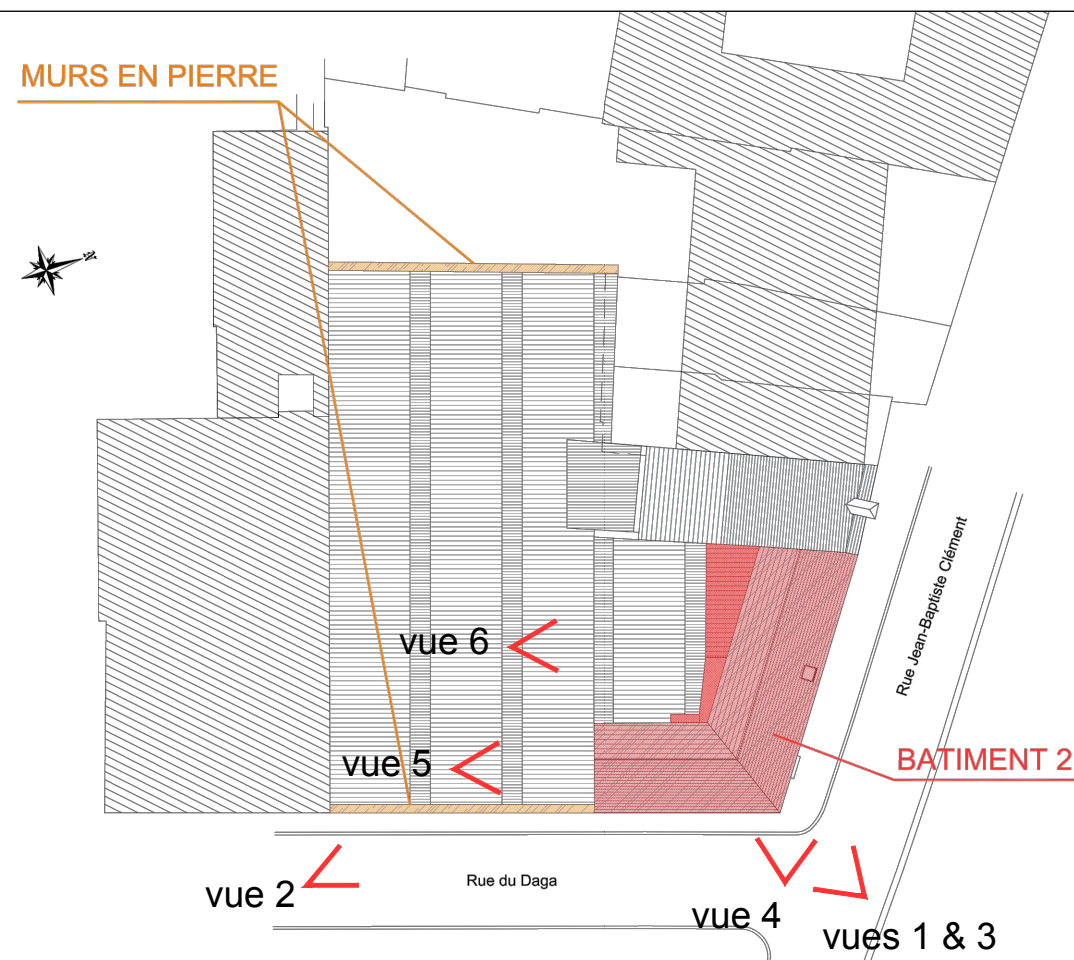 MURS EN PIERRE
N
Rue Jean-Baptiste Clément
vue 6
BATIMENT 2
vue 5
vue 2
Rue du Daga
vue 4
vues 1 & 3